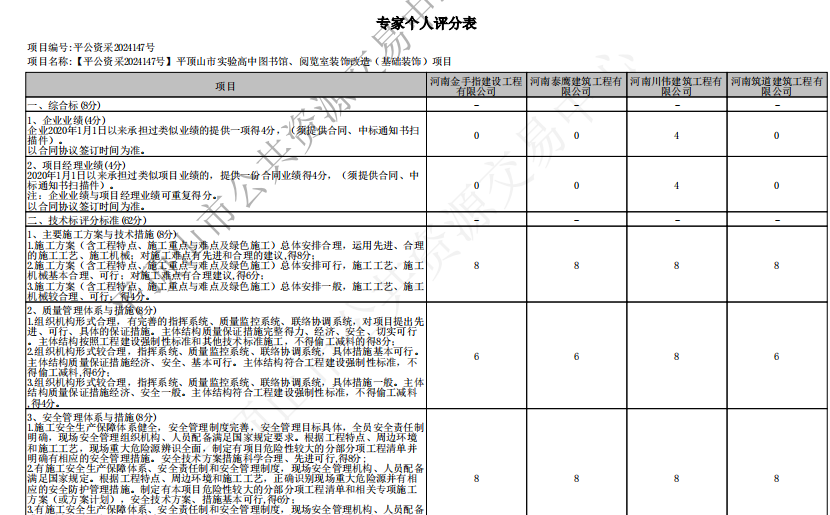 专家个人评分表
项目编号:平公资采2024147号
项目名称:【平公资采2024147号】平顶山市实验高中图书馆、阅览室装饰改造（基础装饰）项目
项目
河南金手指建设工程有限公司
河南泰鹰建筑工程有限公司
河南川伟建筑工程有限公司
河南筑道建筑工程有限公司
一、综合标(8分)
－ － － －
1、企业业绩(4分)
企业2020年1月1日以来承担过类似业绩的提供一项得4分，（须提供合同、中标通知书扫
描件）。
以合同协议签订时间为准。
0 0 4 0
2、项目经理业绩(4分)
2020年1月1日以来承担过类似项目业绩的，提供一份合同业绩得4分，（须提供合同、中
标通知书扫描件）。
注：企业业绩与项目经理业绩可重复得分。
以合同协议签订时间为准。
0 0 4 0
二、技术标评分标准(62分)
－ － － －
1、主要施工方案与技术措施(8分)
1.施工方案（含工程特点、施工重点与难点及绿色施工）总体安排合理，运用先进、合理
的施工工艺、施工机械；对施工难点有先进和合理的建议,得8分；
2.施工方案（含工程特点、施工重点与难点及绿色施工）总体安排可行，施工工艺、施工
机械基本合理、可行；对施工难点有合理建议,得6分；
3.施工方案（含工程特点、施工重点与难点及绿色施工）总体安排一般，施工工艺、施工
机械较合理、可行；得4分。
8 8 8 8
2、质量管理体系与措施(8分)
1.组织机构形式合理，有完善的指挥系统、质量监控系统、联络协调系统，对项目提出先
进、可行、具体的保证措施。主体结构质量保证措施完整得力、经济、安全、切实可行
。主体结构按照工程建设强制性标准和其他技术标准施工，不得偷工减料的得8分；
2.组织机构形式较合理，指挥系统、质量监控系统、联络协调系统，具体措施基本可行。
主体结构质量保证措施经济、安全、基本可行。主体结构符合工程建设强制性标准，不
得偷工减料,得6分；
3.组织机构形式较合理，指挥系统、质量监控系统、联络协调系统，具体措施一般。主体
结构质量保证措施经济、安全一般。主体结构符合工程建设强制性标准，不得偷工减料
,得4分。
6 6 8 6
3、安全管理体系与措施(8分)
1.施工安全生产保障体系健全，安全管理制度完善，安全管理目标具体，全员安全责任制
明确，现场安全管理组织机构、人员配备满足国家规定要求。根据工程特点、周边环境
和施工工艺，现场重大危险源辨识全面，制定有项目危险性较大的分部分项工程清单并
明确有相应的安全管理措施。安全技术方案措施科学合理、先进可行,得8分；
2.有施工安全生产保障体系、安全责任制和安全管理制度，现场安全管理机构、人员配备
满足国家规定。根据工程特点、周边环境和施工工艺，正确识别现场重大危险源并有相
应的安全防护管理措施。制定有本项目危险性较大的分部分项工程清单和相关专项施工
方案（或方案计划），安全技术方案、措施基本可行,得6分；
3.有施工安全生产保障体系、安全责任制和安全管理制度，现场安全管理机构、人员配备
8 8 8 8